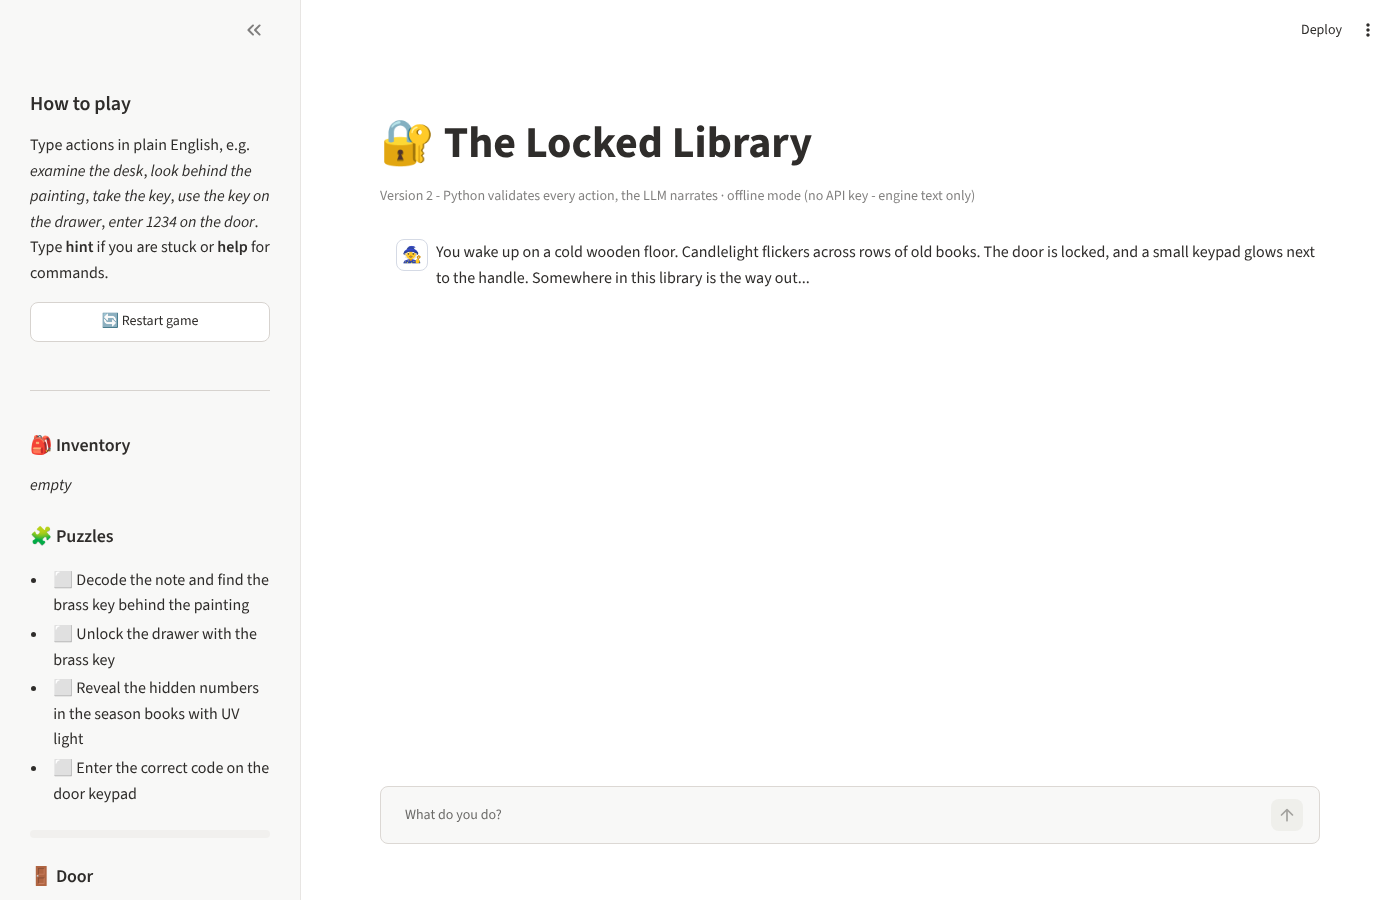 Deploy
How to play
Type actions in plain English, e.g.
examine the desk, look behind the
painting, take the key, use the key on
the drawer, enter 1234 on the door.
Type hint if you are stuck or help for
commands.
Restart game
Inventory
empty
Puzzles
Decode the note and find the
brass key behind the painting
Unlock the drawer with the
brass key
Reveal the hidden numbers
in the season books with UV
light
Enter the correct code on the
door keypad
Door
The Locked Library
Version 2 - Python validates every action, the LLM narrates · offline mode (no API key - engine text only)
You wake up on a cold wooden floor. Candlelight flickers across rows of old books. The door is locked, and a small keypad glows next
to the handle. Somewhere in this library is the way out...
What do you do?